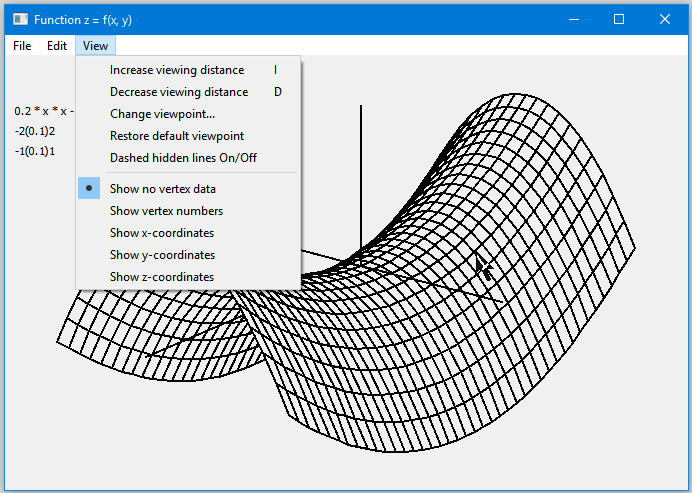 Function z = f(x, y)
File Edit View
Increase viewing distance I
Decrease viewing distance D
0.2 * x * x -
Change viewpoint...
-2(0.1)2
Restore default viewpoint
-1(0.1)1
Dashed hidden lines On/Off
Show no vertex data
Show vertex numbers
Show x-coordinates
Show y-coordinates
Show z-coordinates